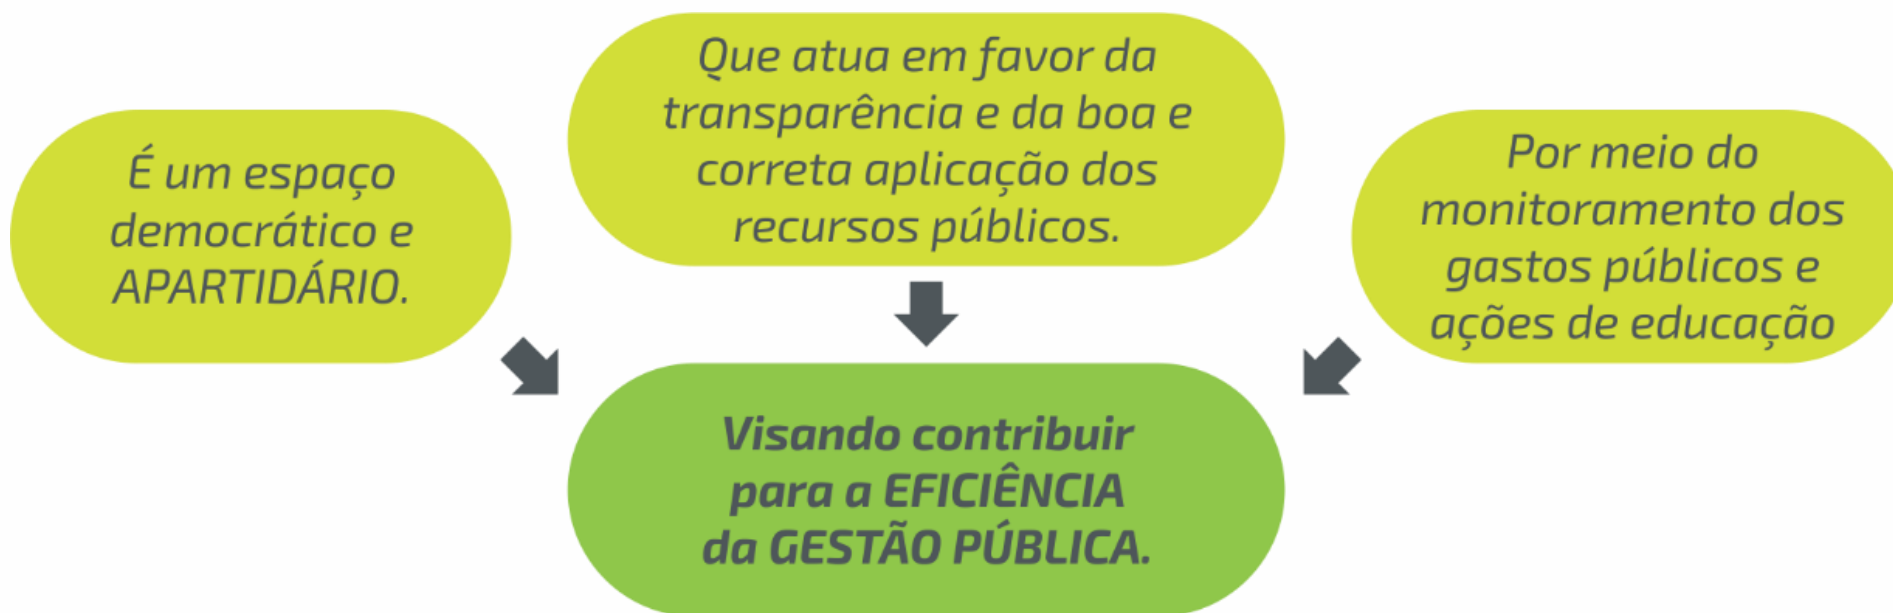 É um espaço
democrático e
APARTIDÁRIO.
Que atua em favor da
transparência e da boa e
correta aplicação dos
recursos públicos.
Por meio do
monitoramento dos
gastos públicos e
ações de educação
Visando contribuir
para a EFICIÊNCIA
da GESTÃO PÚBLICA.